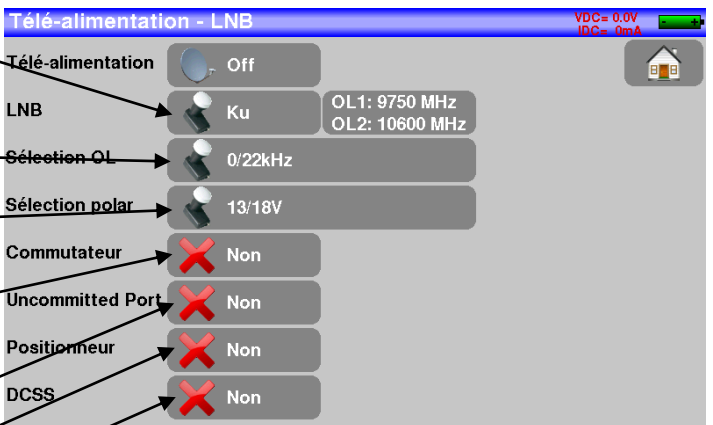 Télé-alimentation - LNB
VDC= 0.0V
IDC= 0mA
Télé-alimentation
Off
LNB
Ku
OL1: 9750 MHz
OL2: 10600 MHz
Sélection OL
0/22kHz
Sélection polar
13/18V
Commutateur
Non
Uncommitted Port
Non
Positionneur
Non
DCSS
Non